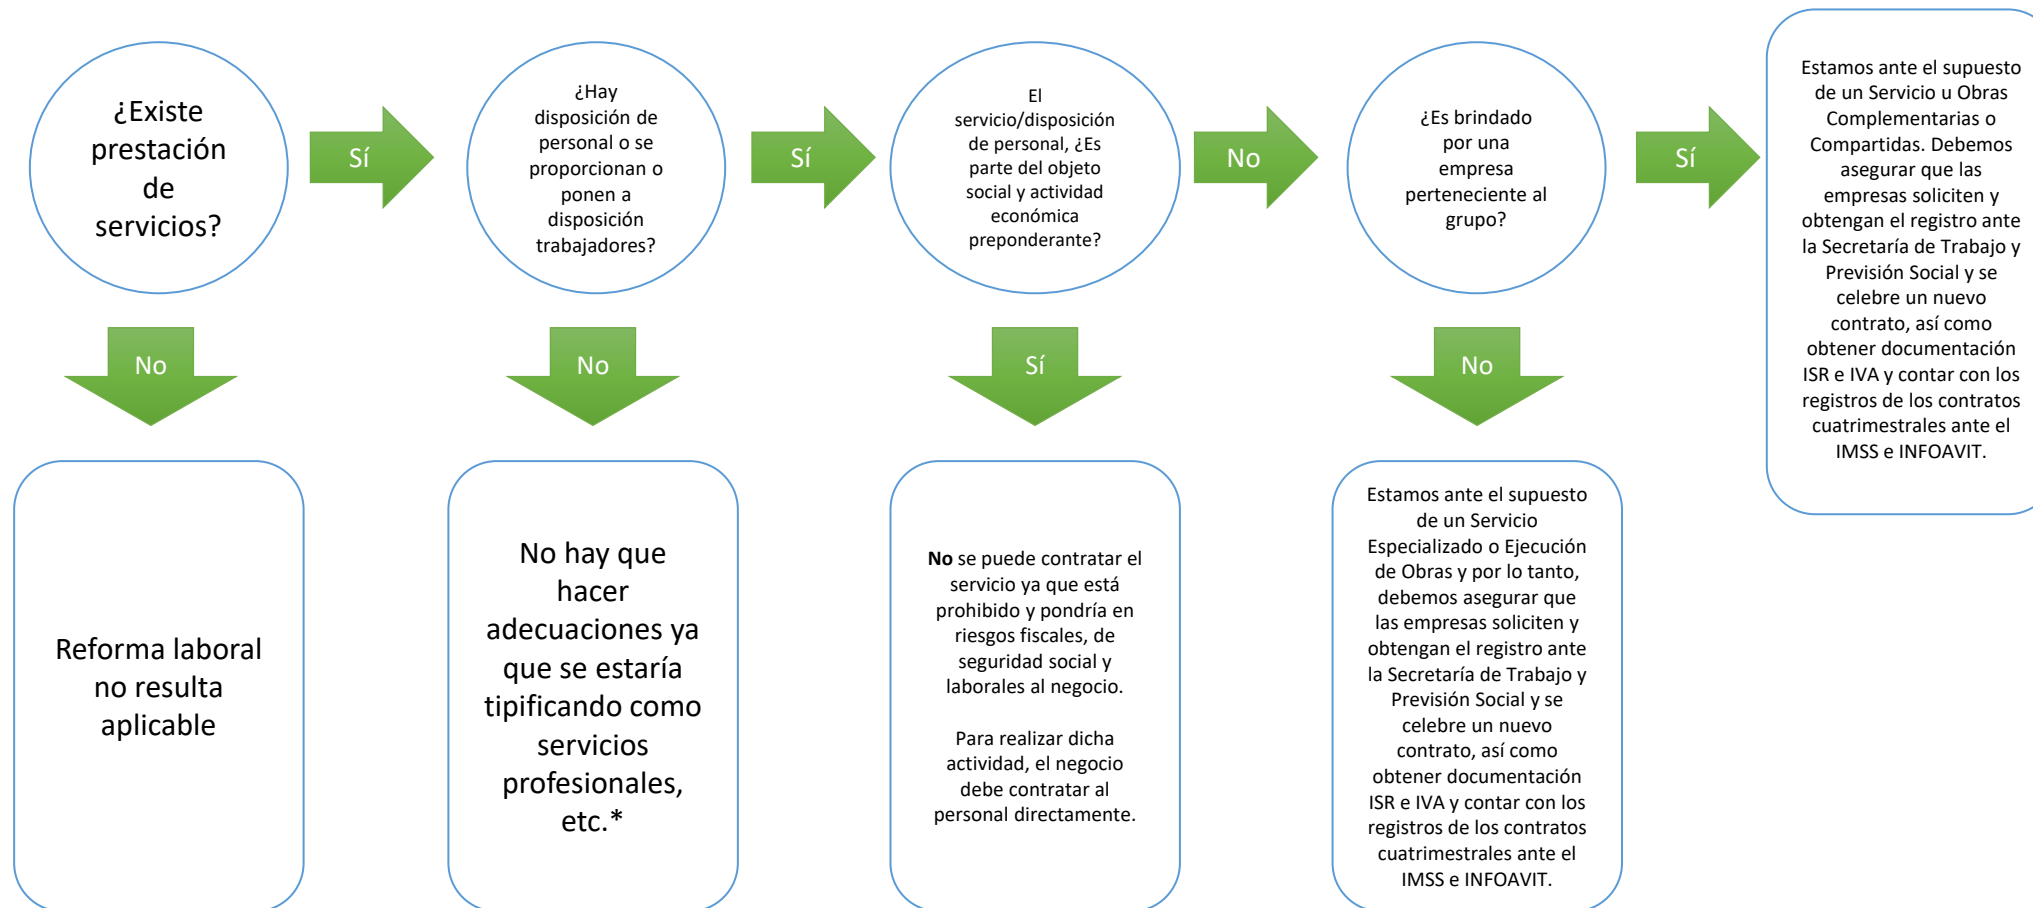 ¿Existe
prestación
de
servicios?
Sí
¿Hay
disposición de
personal o se
proporcionan o
ponen a
disposición
trabajadores?
Sí
El
servicio/disposición
de personal, ¿Es
parte del objeto
social y actividad
económica
preponderante?
No
¿Es brindado
por una
empresa
perteneciente al
grupo?
Sí
Estamos ante el supuesto
de un Servicio u Obras
Complementarias o
Compartidas. Debemos
asegurar que las
empresas soliciten y
obtengan el registro ante
la Secretaría de Trabajo y
Previsión Social y se
celebre un nuevo
contrato, así como
obtener documentación
ISR e IVA y contar con los
registros de los contratos
cuatrimestrales ante el
IMSS e INFOAVIT.
No
No
Sí
No
Reforma laboral
no resulta
aplicable
No hay que
hacer
adecuaciones ya
que se estaría
tipificando como
servicios
profesionales,
etc.*
No se puede contratar el
servicio ya que está
prohibido y pondría en
riesgos fiscales, de
seguridad social y
laborales al negocio.
Para realizar dicha
actividad, el negocio
debe contratar al
personal directamente.
Estamos ante el supuesto
de un Servicio
Especializado o Ejecución
de Obras y por lo tanto,
debemos asegurar que
las empresas soliciten y
obtengan el registro ante
la Secretaría de Trabajo y
Previsión Social y se
celebre un nuevo
contrato, así como
obtener documentación
ISR e IVA y contar con los
registros de los contratos
cuatrimestrales ante el
IMSS e INFOAVIT.